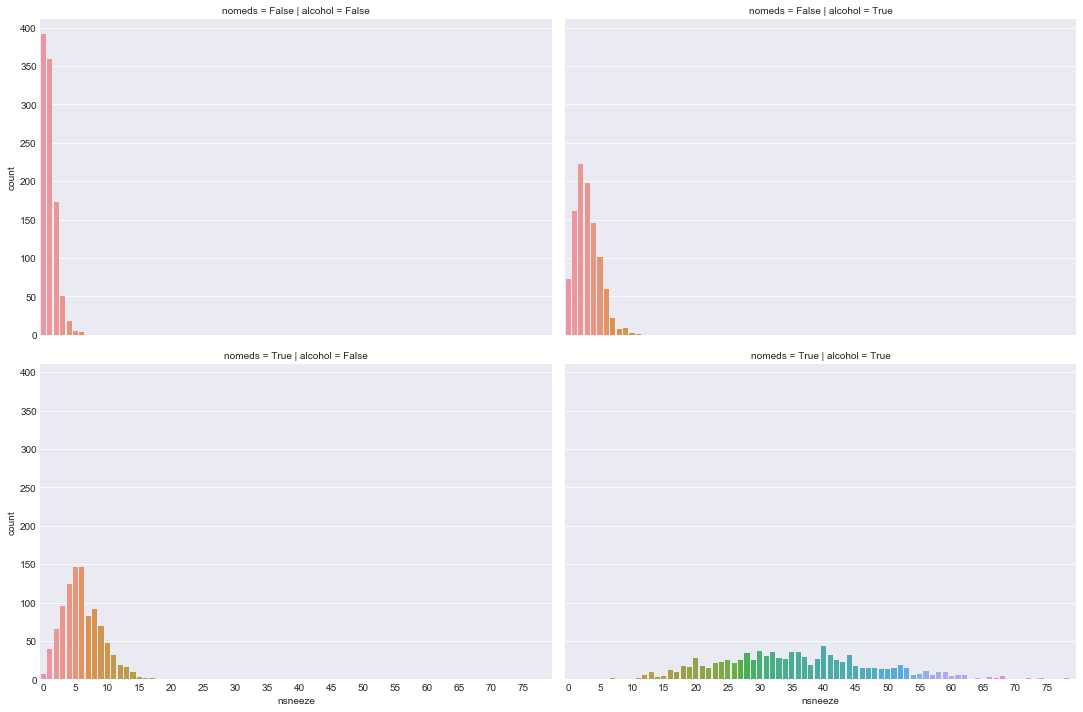 nomeds = False | alcohol = False
nomeds = False | alcohol = True
400
350
300
250
200
150
100
50
0
count
nomeds = True | alcohol = False
nomeds = True | alcohol = True
400
350
300
250
200
150
100
50
0
count
0 5 10 15 20 25 30 35 40 45 50 55 60 65 70 75
0 5 10 15 20 25 30 35 40 45 50 55 60 65 70 75
nsneeze
nsneeze